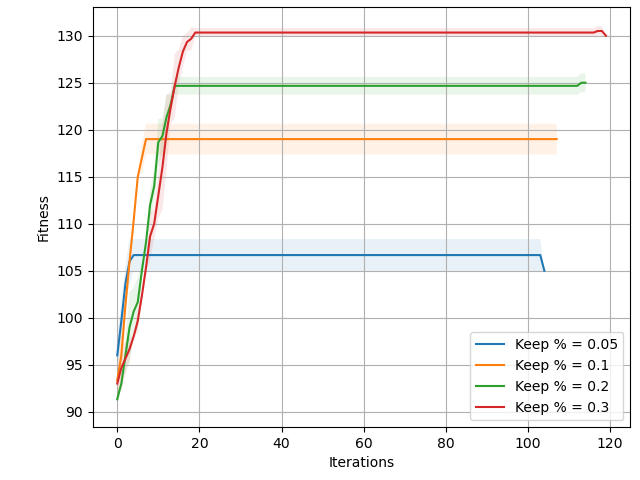 130
125
120
115
110
105
100
95
90
Fitness
0
20
40
60
80
100
120
Iterations
Keep % = 0.05
Keep % = 0.1
Keep % = 0.2
Keep % = 0.3